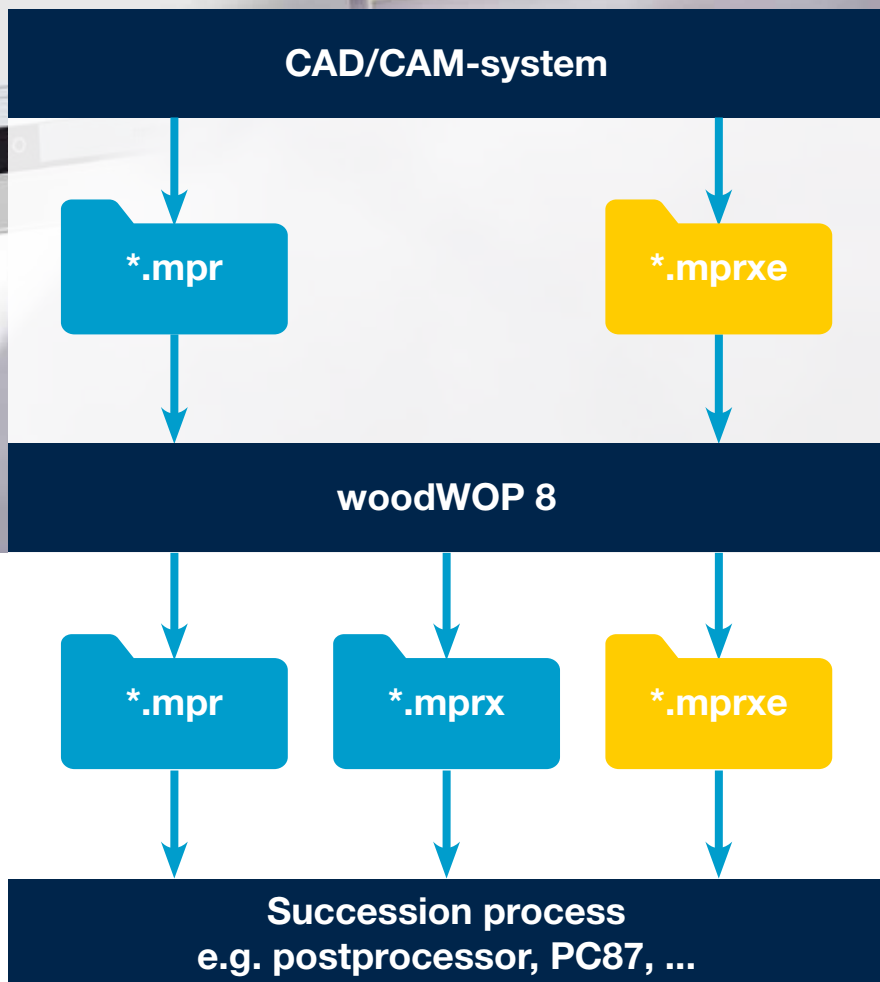 CAD/CAM-system
*.mpr
*.mprxe
woodWOP 8
*.mpr
*.mprx
*.mprxe
Succession process
e.g. postprocessor, PC87, ...